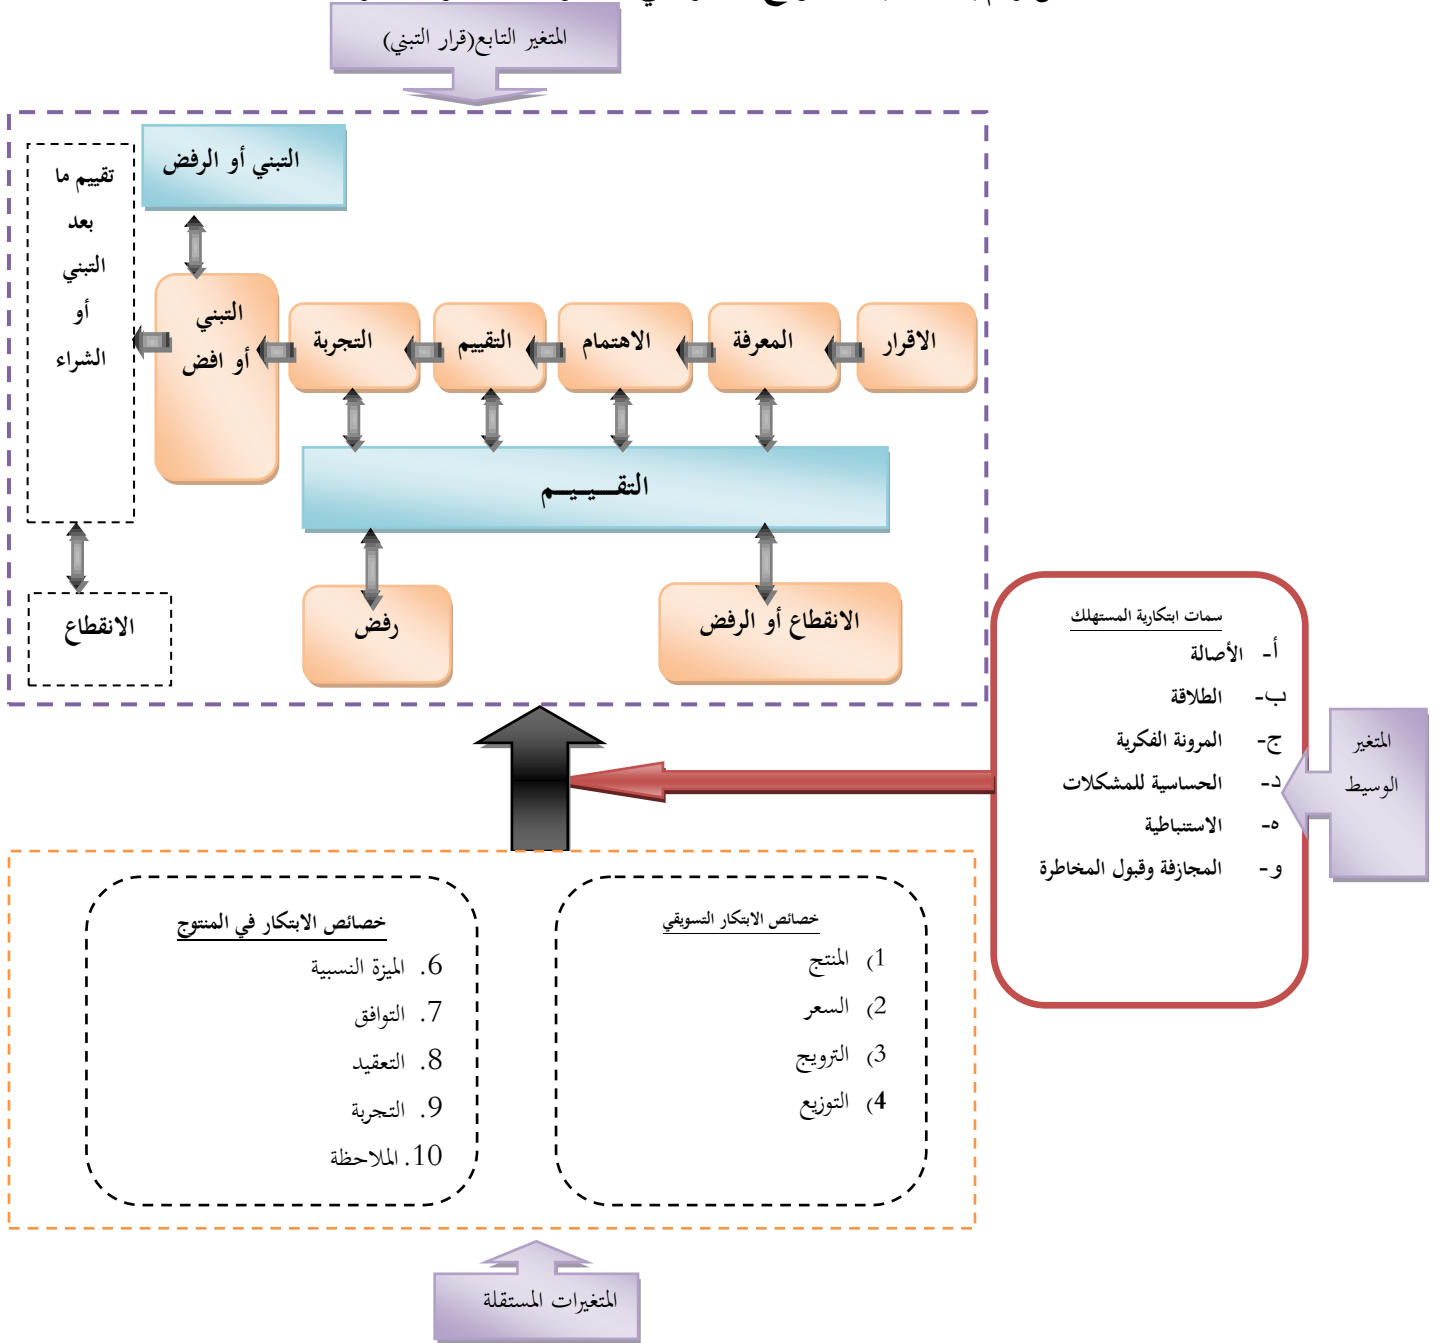 المتغير التابع(قرار التبني)
التبني أو الرفض
تقييم ما
بعد
التبني
أو
الشراء
الاقرار
المعرفة
الاهتمام
التقييم
التجربة
التبني
أو افض
التقـــييــم
الانقطاع أو الرفض
رفض
الانقطاع
سمات ابتكارية المستهلك
أ- الأصالة
ب- الطلاقة
ج- المرونة الفكرية
د- الحساسية للمشكلات
ه- الاستنباطية
و- المجازفة وقبول المخاطرة
المتغير
الوسيط
خصائص الابتكار التسويقي
1) المنتج
2) السعر
3) الترويج
4) التوزيع
خصائص الابتكار في المنتوج
6. الميزة النسبية
7. التوافق
8. التعقيد
9. التجربة
10. الملاحظة
المتغيرات المستقلة